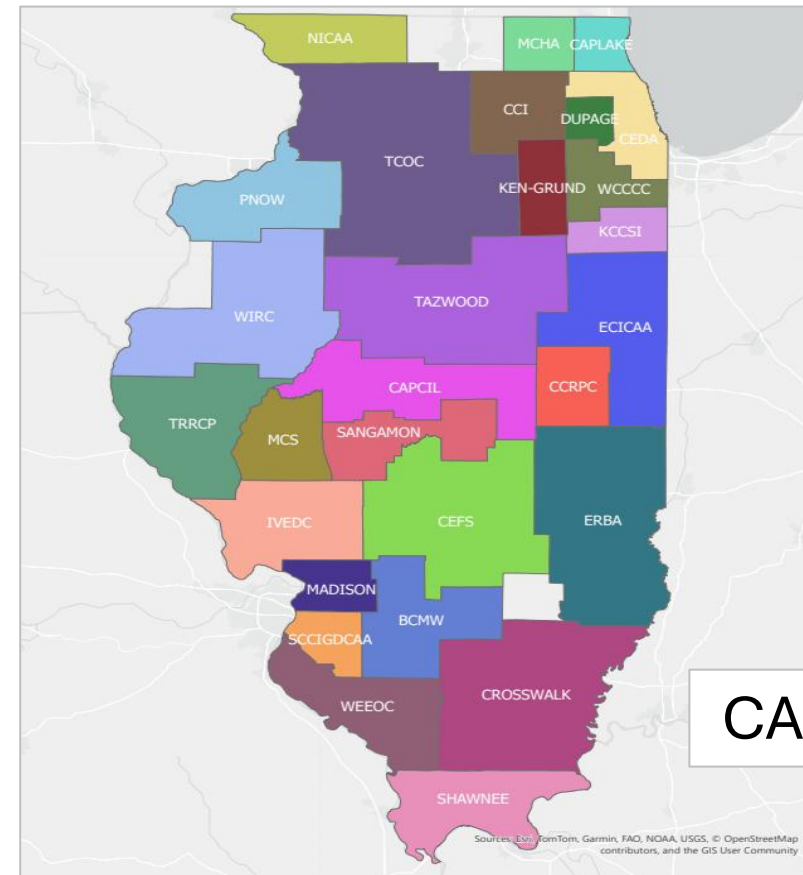 NICAA
MCHA
CAPLAKE
CCI
DUPAGE
CEDA
TCOC
KEN-GRUND
WCCCC
PNOW
KCCSI
TAZWOOD
WIRC
ECICAA
CAPCIL
CCRPC
TRRCP
MCS
SANGAMON
IVEDC
CEFS
ERBA
MADISON
BCMW
SCCIGDCAA
WEEOC
CROSSWALK
CA
SHAWNEE
Sources: Esri, TomTom, Garmin, FAO, NOAA, USGS, © OpenStreetMap
contributors, and the GIS User Community